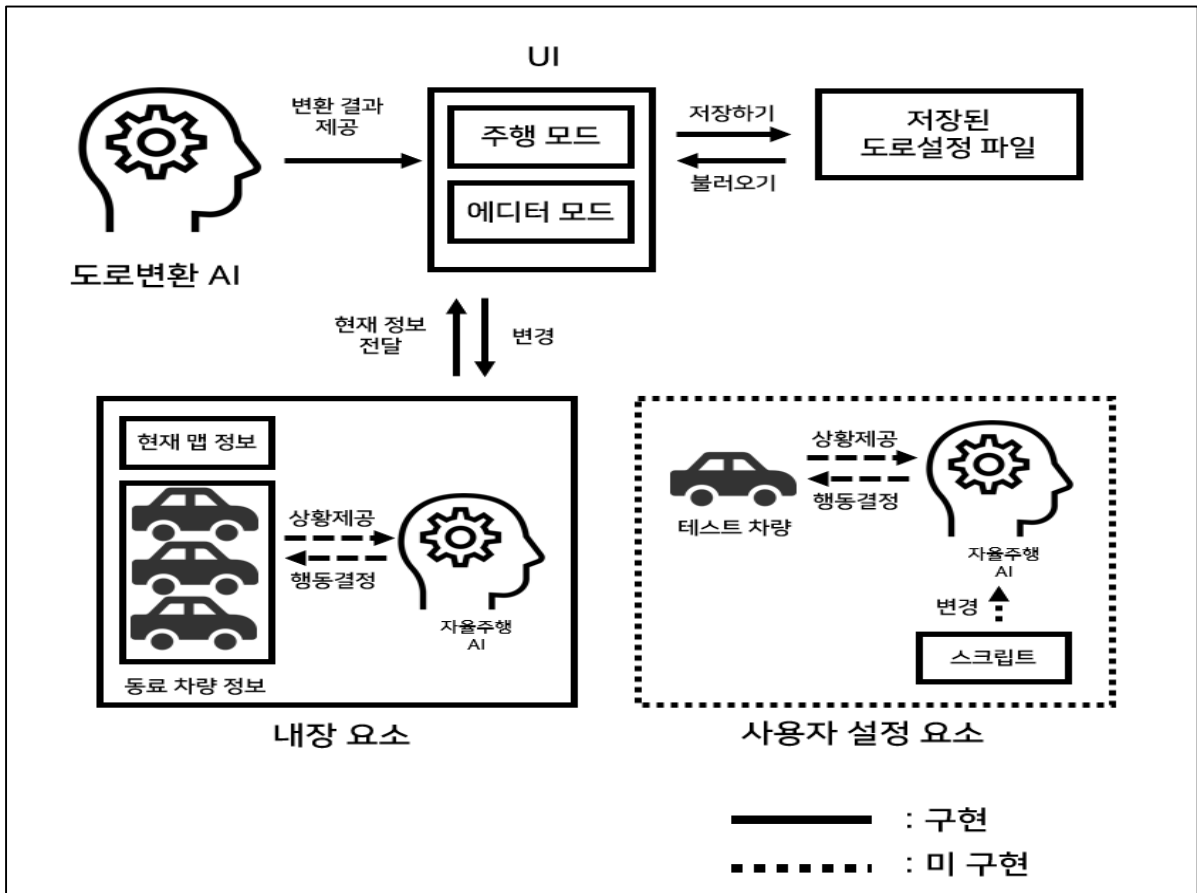 UI
변환 결과
제공
주행 모드
에디터 모드
저장하기
불러오기
저장된
도로설정 파일
도로변환 AI
현재 정보
전달
변경
현재 맵 정보
상황제공
행동결정
자율주행
AI
동료 차량 정보
내장 요소
상황제공
행동결정
테스트 차량
자율주행
AI
변경
스크립트
사용자 설정 요소
: 구현
: 미 구현